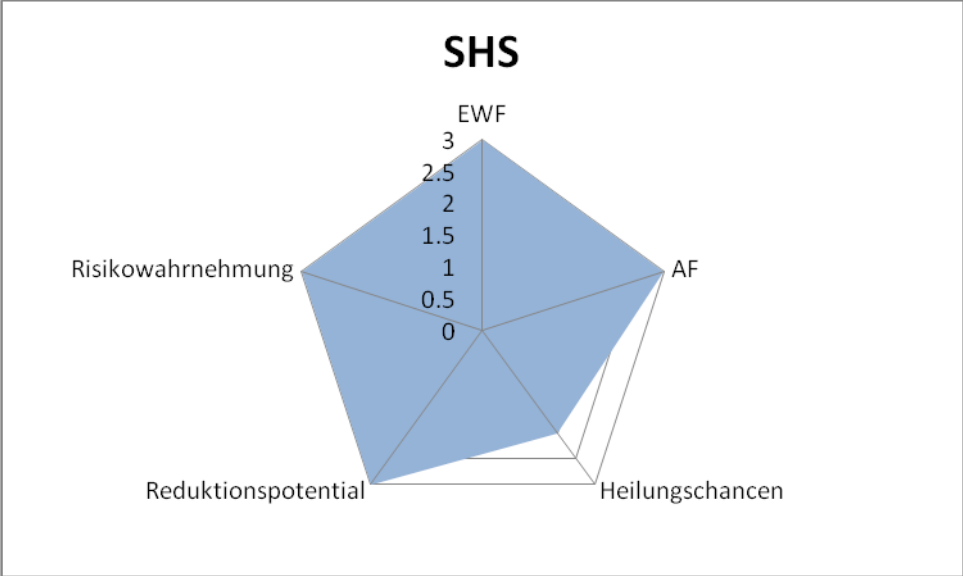 SHS
EWF
3
2.5
2
1.5
1
0.5
0
Risikowahrnehmung
AF
Reduktionspotential
Heilungschancen